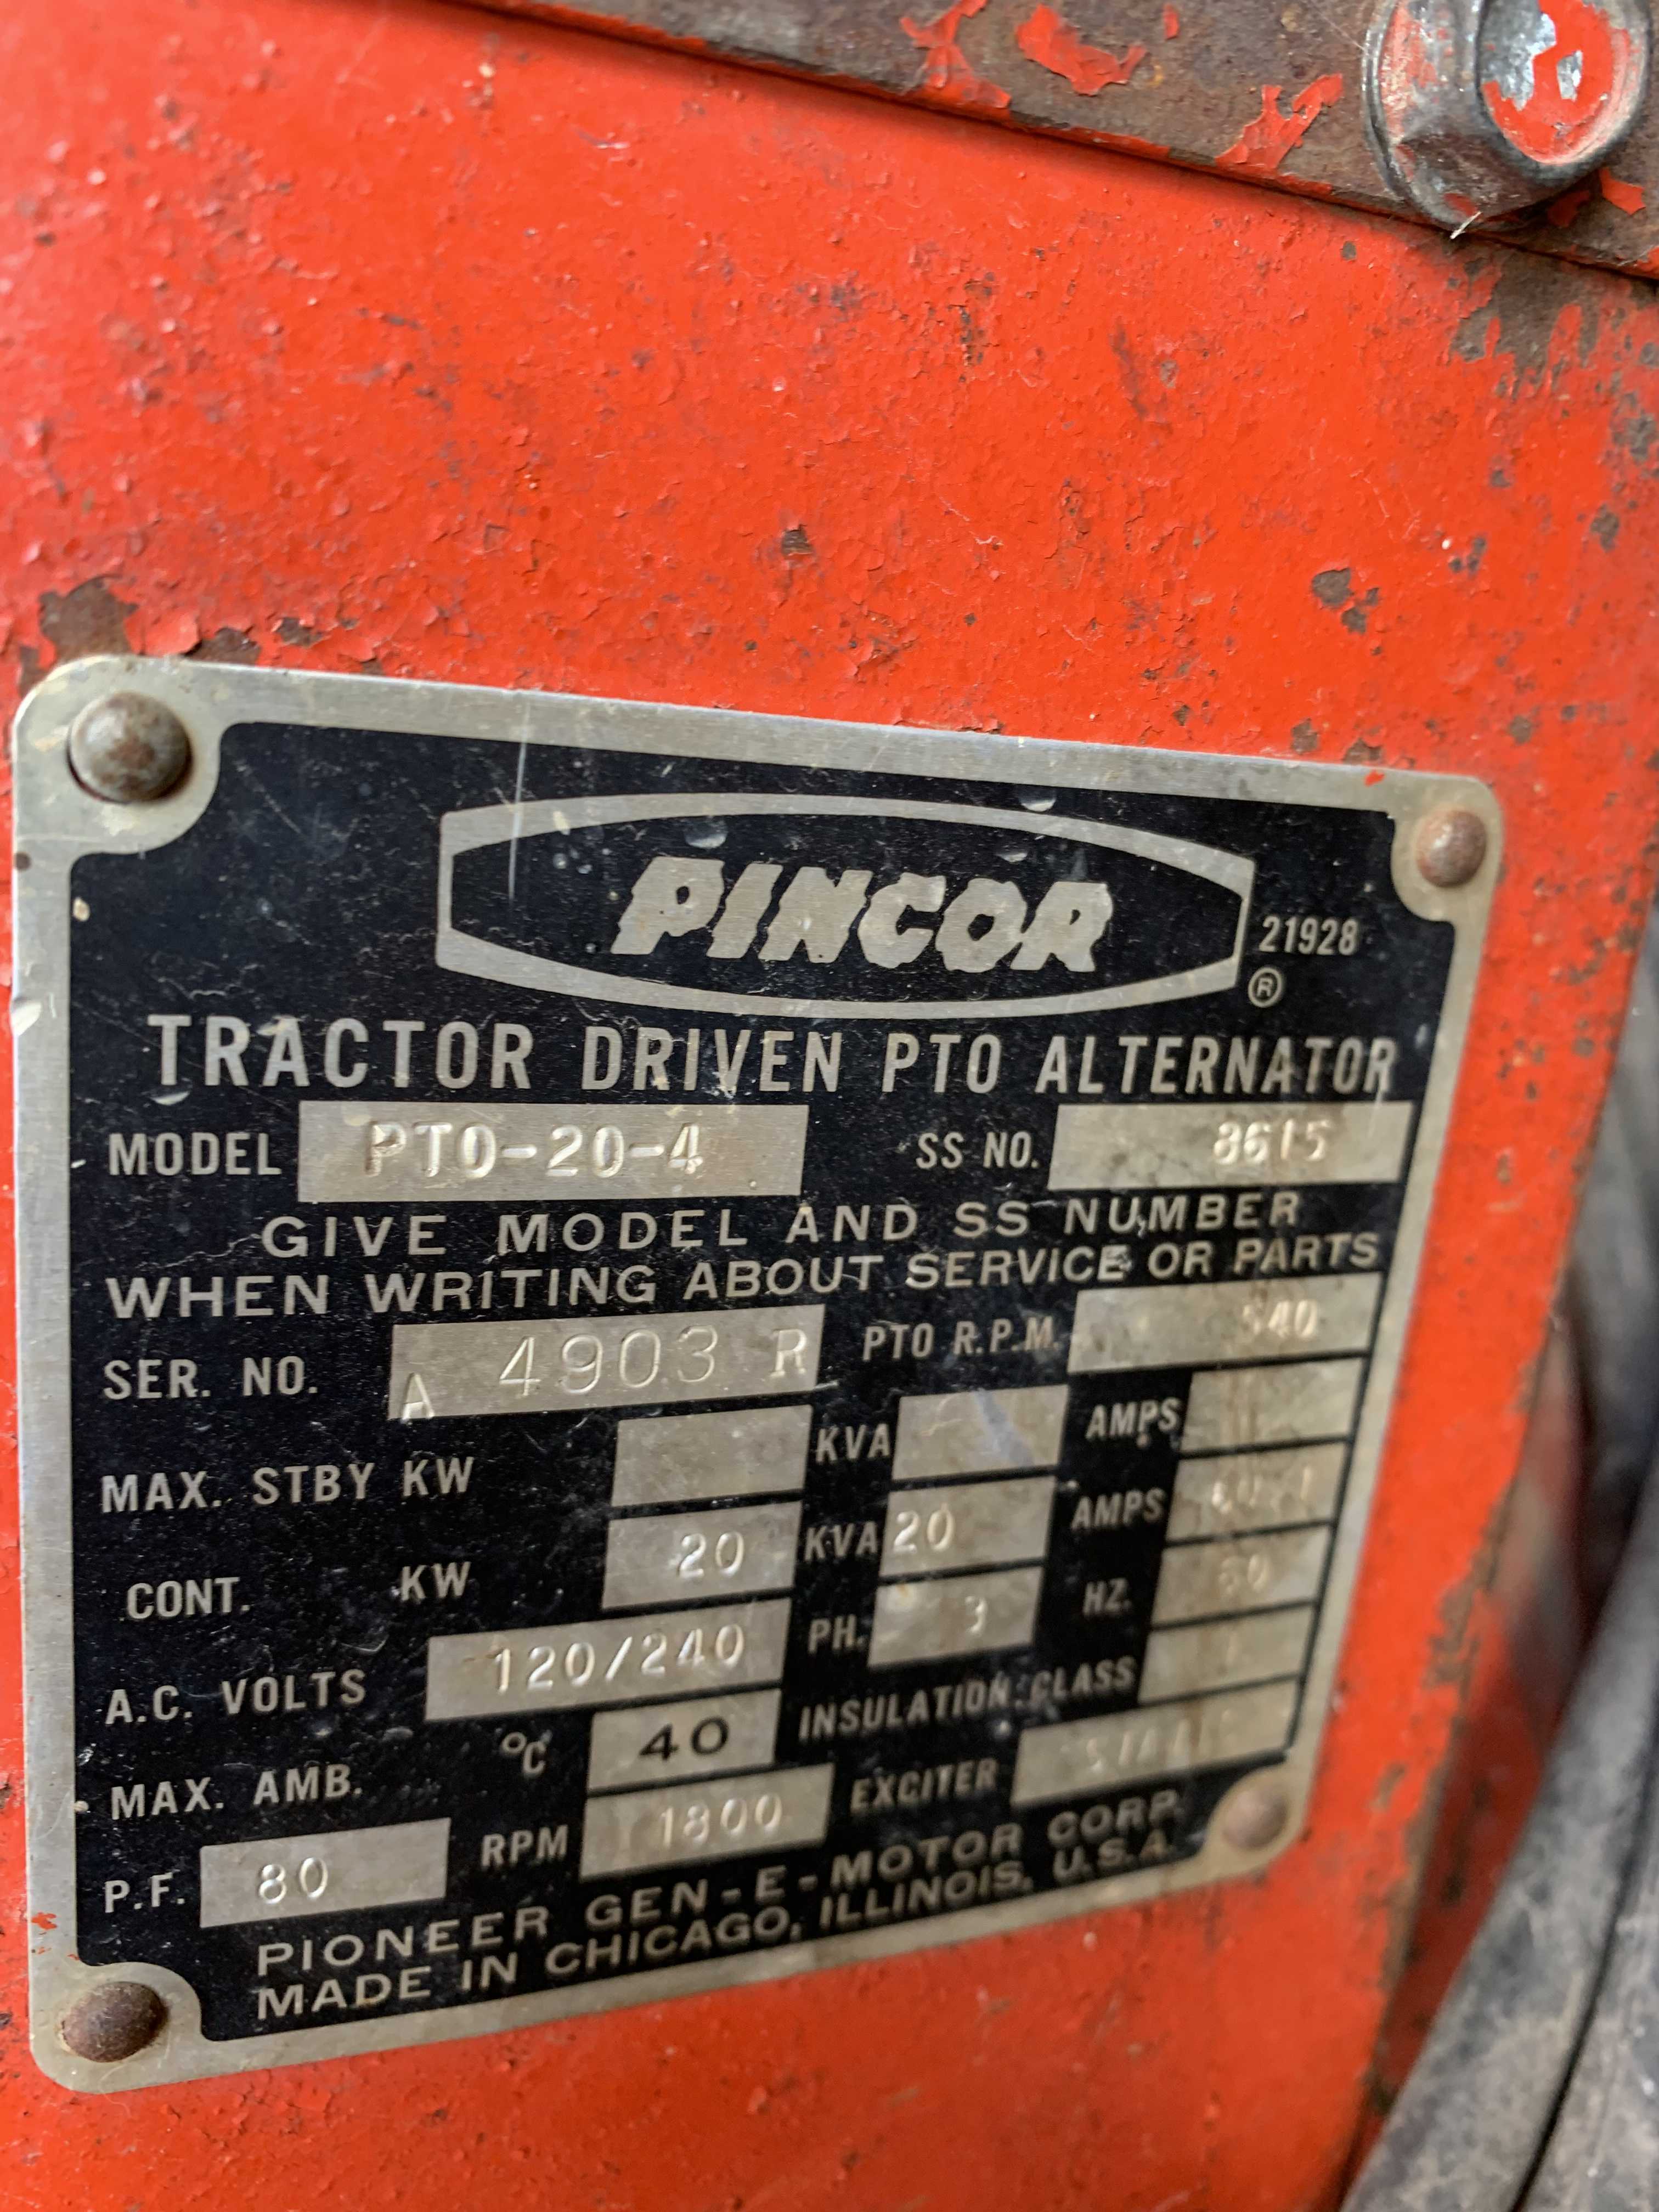 PINCOR 21928
®
TRACTOR DRIVEN PTO ALTERNATOR
MODEL PTO-20-4 SS NO. 8615
GIVE MODEL AND SS NUMBER
WHEN WRITING ABOUT SERVICE OR PARTS
SER. NO. A 4903 R PTO R.P.M. 540
MAX. STBY KW KVA AMPS
CONT. KW 20 KVA 20 AMPS
A.C. VOLTS 120/240 PH. 3 HZ. 60
MAX. AMB. °C 40 INSULATION CLASS
P.F. 80 RPM 1800 EXCITER
PIONEER GEN-E-MOTOR CORP.
MADE IN CHICAGO, ILLINOIS, U.S.A.